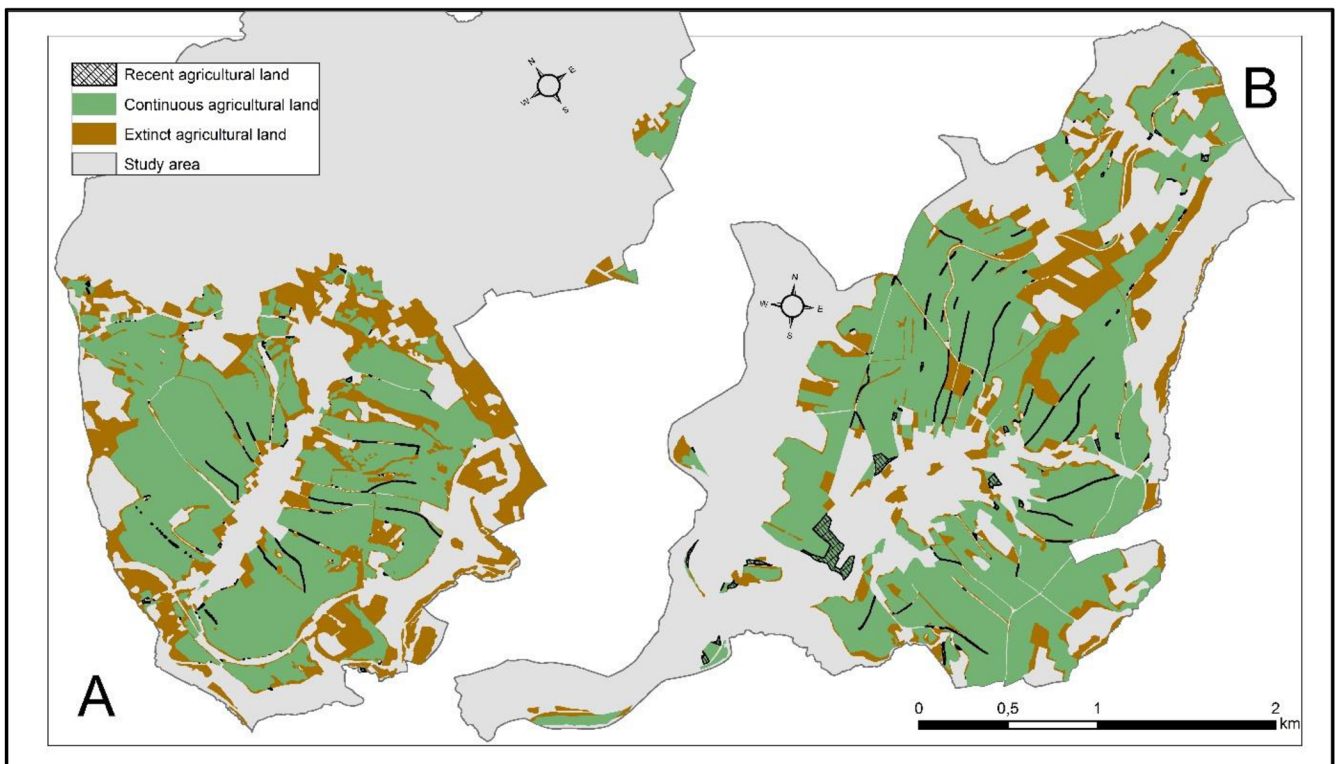 Recent agricultural land
Continuous agricultural land
Extinct agricultural land
Study area
N
E
W
S
B
N
W
E
S
A
0
0,5
1
2
km